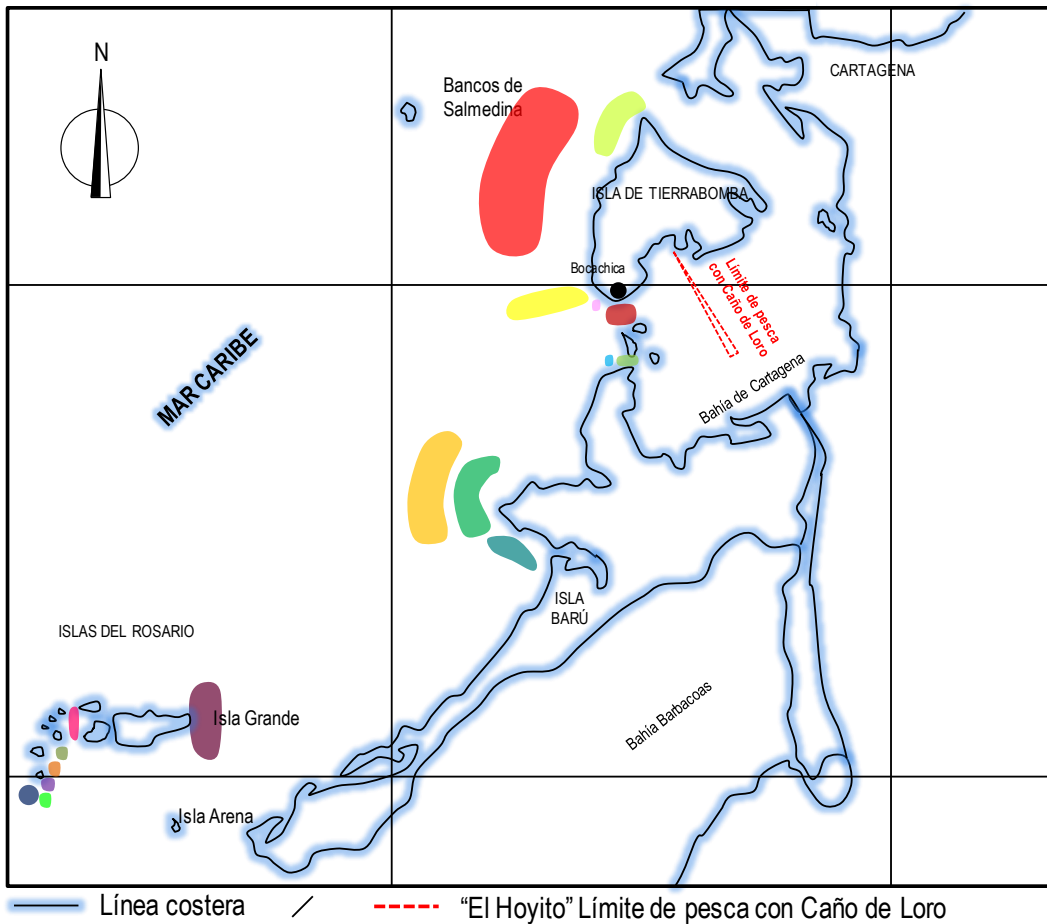 N
Bancos de
Salmedina
CARTAGENA
ISLA DE TIERRABOMBA
Bocachica
Límite de pesca
con Caño de Loro
MAR CARIBE
Bahía de Cartagena
ISLA
BARÚ
ISLAS DEL ROSARIO
Isla Grande
Bahía Barbacoas
Isla Arena
Línea costera
"El Hoyito" Límite de pesca con Caño de Loro